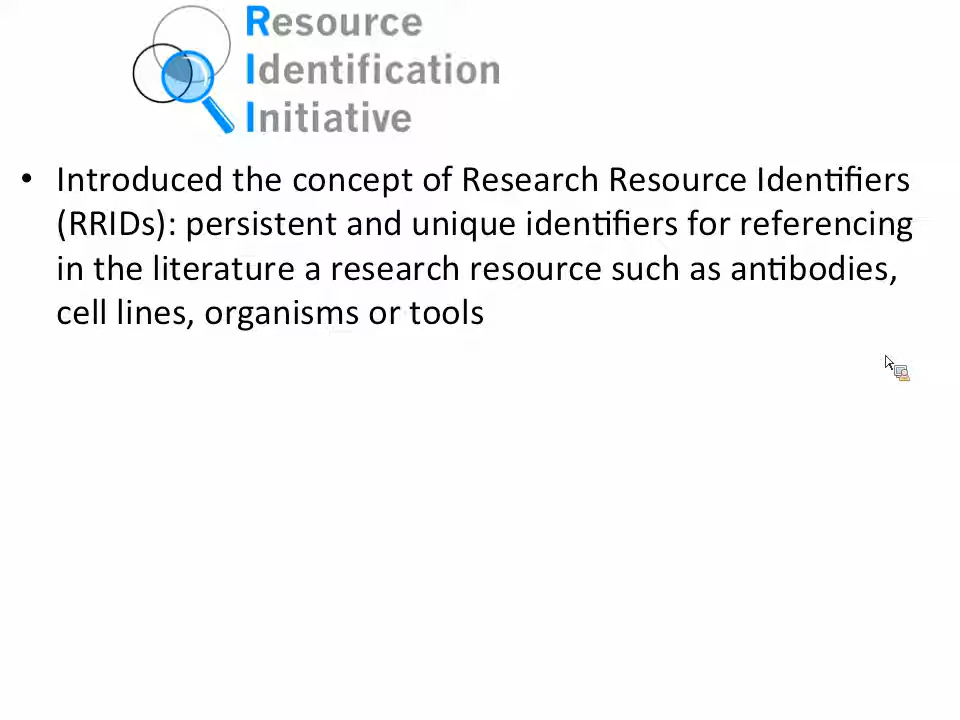 Resource
Identification
Initiative
• Introduced the concept of Research Resource Identifiers
(RRIDs): persistent and unique identifiers for referencing
in the literature a research resource such as antibodies,
cell lines, organisms or tools